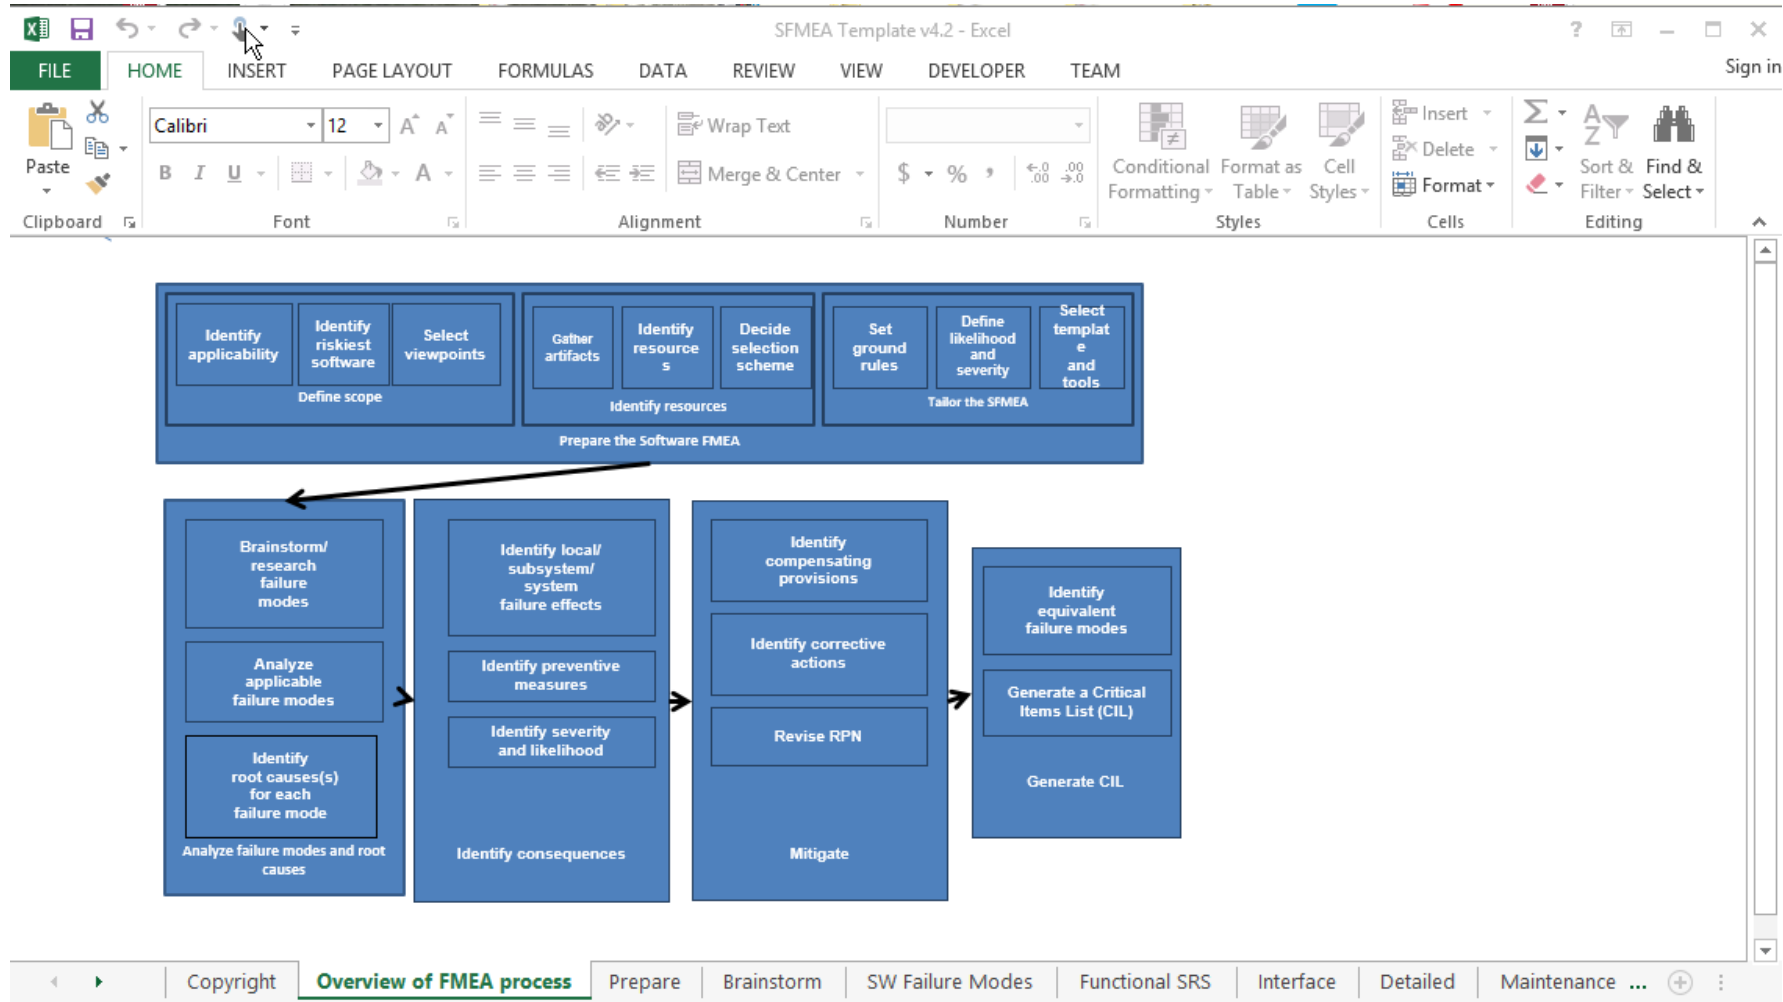 SFMEA Template v4.2 - Excel
?
FILE HOME INSERT PAGE LAYOUT FORMULAS DATA REVIEW VIEW DEVELOPER TEAM Sign in
Calibri 12 Wrap Text Insert
Paste
B I U A Merge & Center $ % Conditional Formatting Format as Table Cell Styles Delete Format Sort & Filter Find & Select
Clipboard Font Alignment Number Styles Cells Editing
Identify
applicability
Identify
riskiest
software
Select
viewpoints
Define scope
Gather
artifacts
Identify
resource
s
Decide
selection
scheme
Identify resources
Set
ground
rules
Define
likelihood
and
severity
Select
templat
e
and
tools
Tailor the SFMEA
Prepare the Software FMEA
Brainstorm/
research
failure
modes
Analyze
applicable
failure modes
Identify
root causes(s)
for each
failure mode
Analyze failure modes and root
causes
Identify local/
subsystem/
system
failure effects
Identify preventive
measures
Identify severity
and likelihood
Identify consequences
Identify
compensating
provisions
Identify corrective
actions
Revise RPN
Mitigate
Identify
equivalent
failure modes
Generate a Critical
Items List (CIL)
Generate CIL
Copyright Overview of FMEA process Prepare Brainstorm SW Failure Modes Functional SRS Interface Detailed Maintenance ...